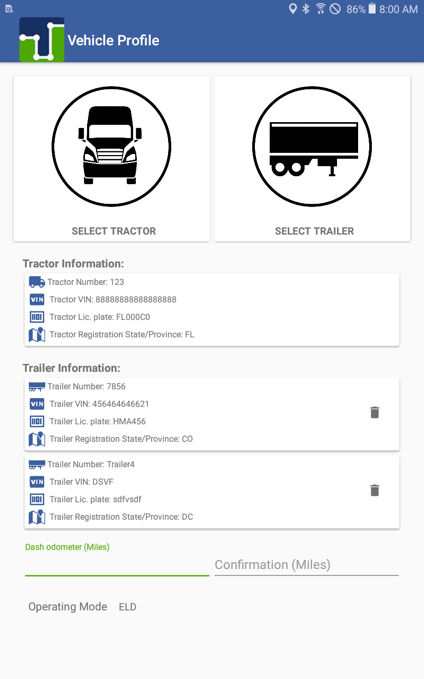 86% 8:00 AM
Vehicle Profile
SELECT TRACTOR
SELECT TRAILER
Tractor Information:
Tractor Number: 123
VIN Tractor VIN: 88888888888888888
Tractor Lic. plate: FL000C0
Tractor Registration State/Province: FL
Trailer Information:
Trailer Number: 7856
VIN Trailer VIN: 456464646621
Trailer Lic. plate: HMA456
Trailer Registration State/Province: CO
Trailer Number: Trailer4
VIN Trailer VIN: DSVF
Trailer Lic. plate: sdfvsdf
Trailer Registration State/Province: DC
Dash odometer (Miles)
Confirmation (Miles)
Operating Mode ELD